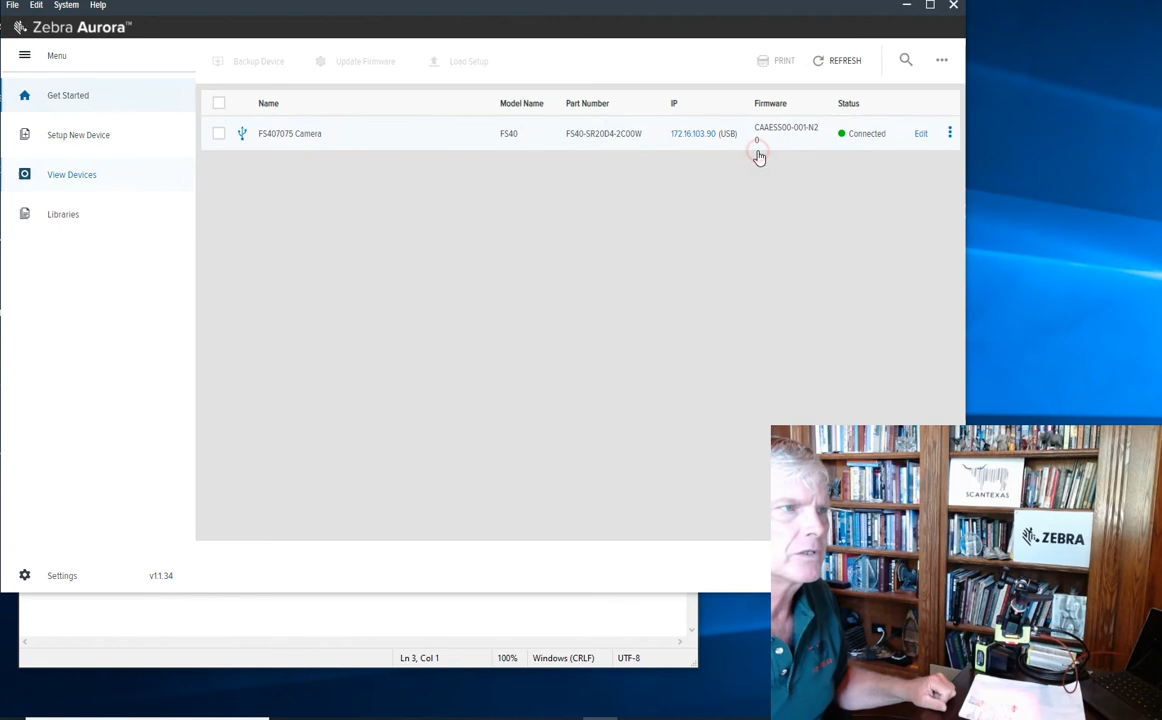 File Edit System Help
Zebra Aurora™
Menu
Backup Device Update Firmware Load Setup PRINT REFRESH
Get Started
Setup New Device
View Devices
Libraries
Name Model Name Part Number IP Firmware Status
FS407075 Camera FS40 FS40-SR20D4-2C00W 172.16.103.90 (USB) CAAESS00-001-N2 Connected Edit
0
Settings v1.1.34
Ln 3, Col 1 100% Windows (CRLF) UTF-8
SCANTEXAS
ZEBRA